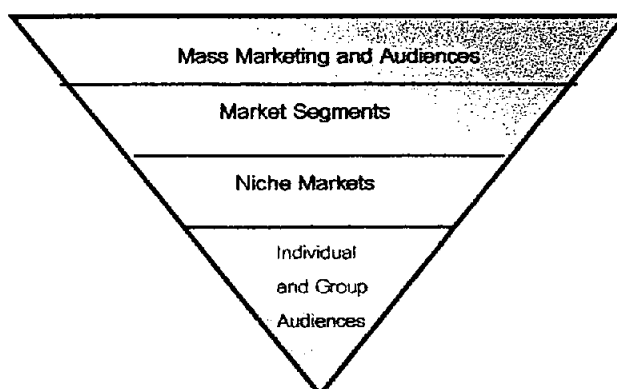 Mass Marketing and Audiences
Market Segments
Niche Markets
Individual
and Group
Audiences